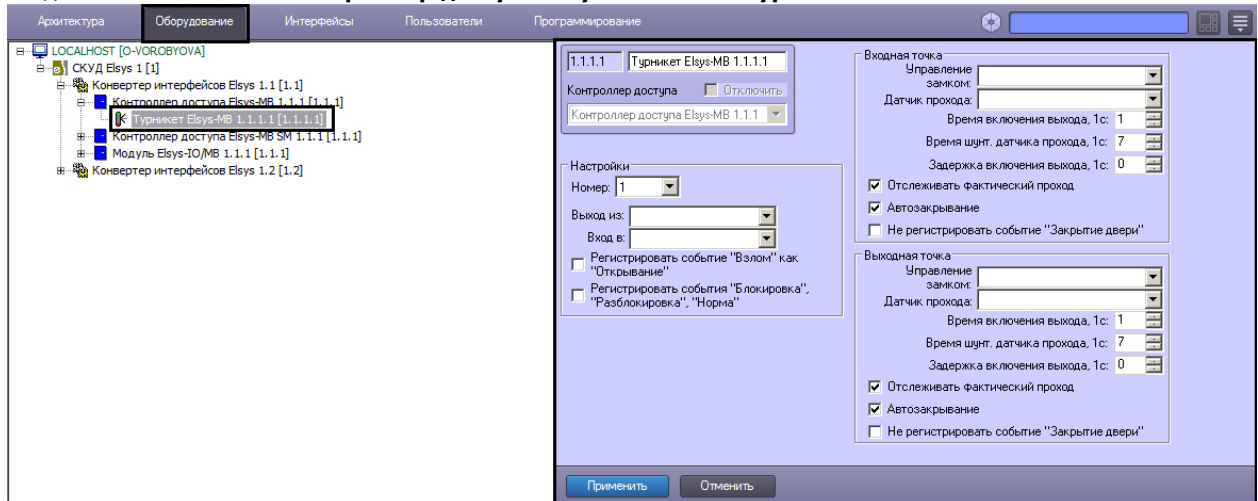 Архитектура Оборудование Интерфейсы Пользователи Программирование
LOCALHOST [O-VOROBYOVA]
СКУД Elsys 1 [1]
Конвертер интерфейсов Elsys 1.1 [1.1]
Контроллер доступа Elsys-MB 1.1.1 [1.1.1]
Турникет Elsys-MB 1.1.1.1 [1.1.1.1]
Контроллер доступа Elsys-MB SM 1.1.1 [1.1.1]
Модуль Elsys-IO/MB 1.1.1 [1.1.1]
Конвертер интерфейсов Elsys 1.2 [1.2]
1.1.1.1 Турникет Elsys-MB 1.1.1.1
Контроллер доступа Отключить
Контроллер доступа Elsys-MB 1.1.1
Настройки
Номер: 1
Выход из:
Вход в:
Регистрировать событие "Взлом" как
"Открывание"
Регистрировать события "Блокировка",
"Разблокировка", "Норма"
Входная точка
Управление
замком:
Датчик прохода:
Время включения выхода, 1с: 1
Время шунт. датчика прохода, 1с: 7
Задержка включения выхода, 1с: 0
Отслеживать фактический проход
Автозакрывание
Не регистрировать событие "Закрытие двери"
Выходная точка
Управление
замком:
Датчик прохода:
Время включения выхода, 1с: 1
Время шунт. датчика прохода, 1с: 7
Задержка включения выхода, 1с: 0
Отслеживать фактический проход
Автозакрывание
Не регистрировать событие "Закрытие двери"
Применить Отменить